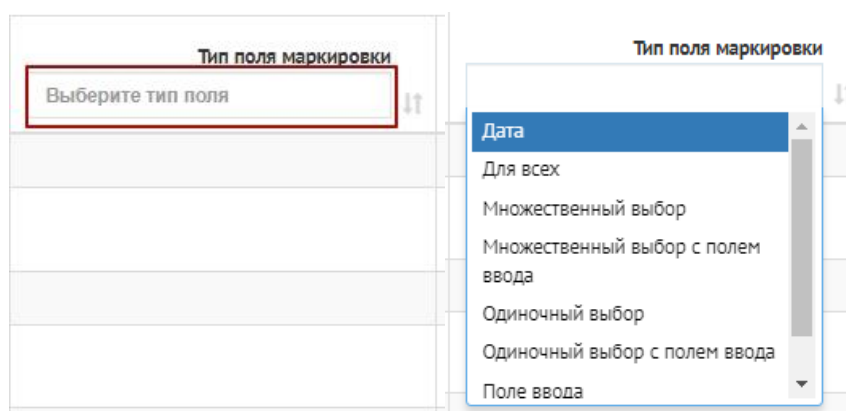 Тип поля маркировки
Выберите тип поля
Тип поля маркировки
Дата
Для всех
Множественный выбор
Множественный выбор с полем
ввода
Одиночный выбор
Одиночный выбор с полем ввода
Поле ввода